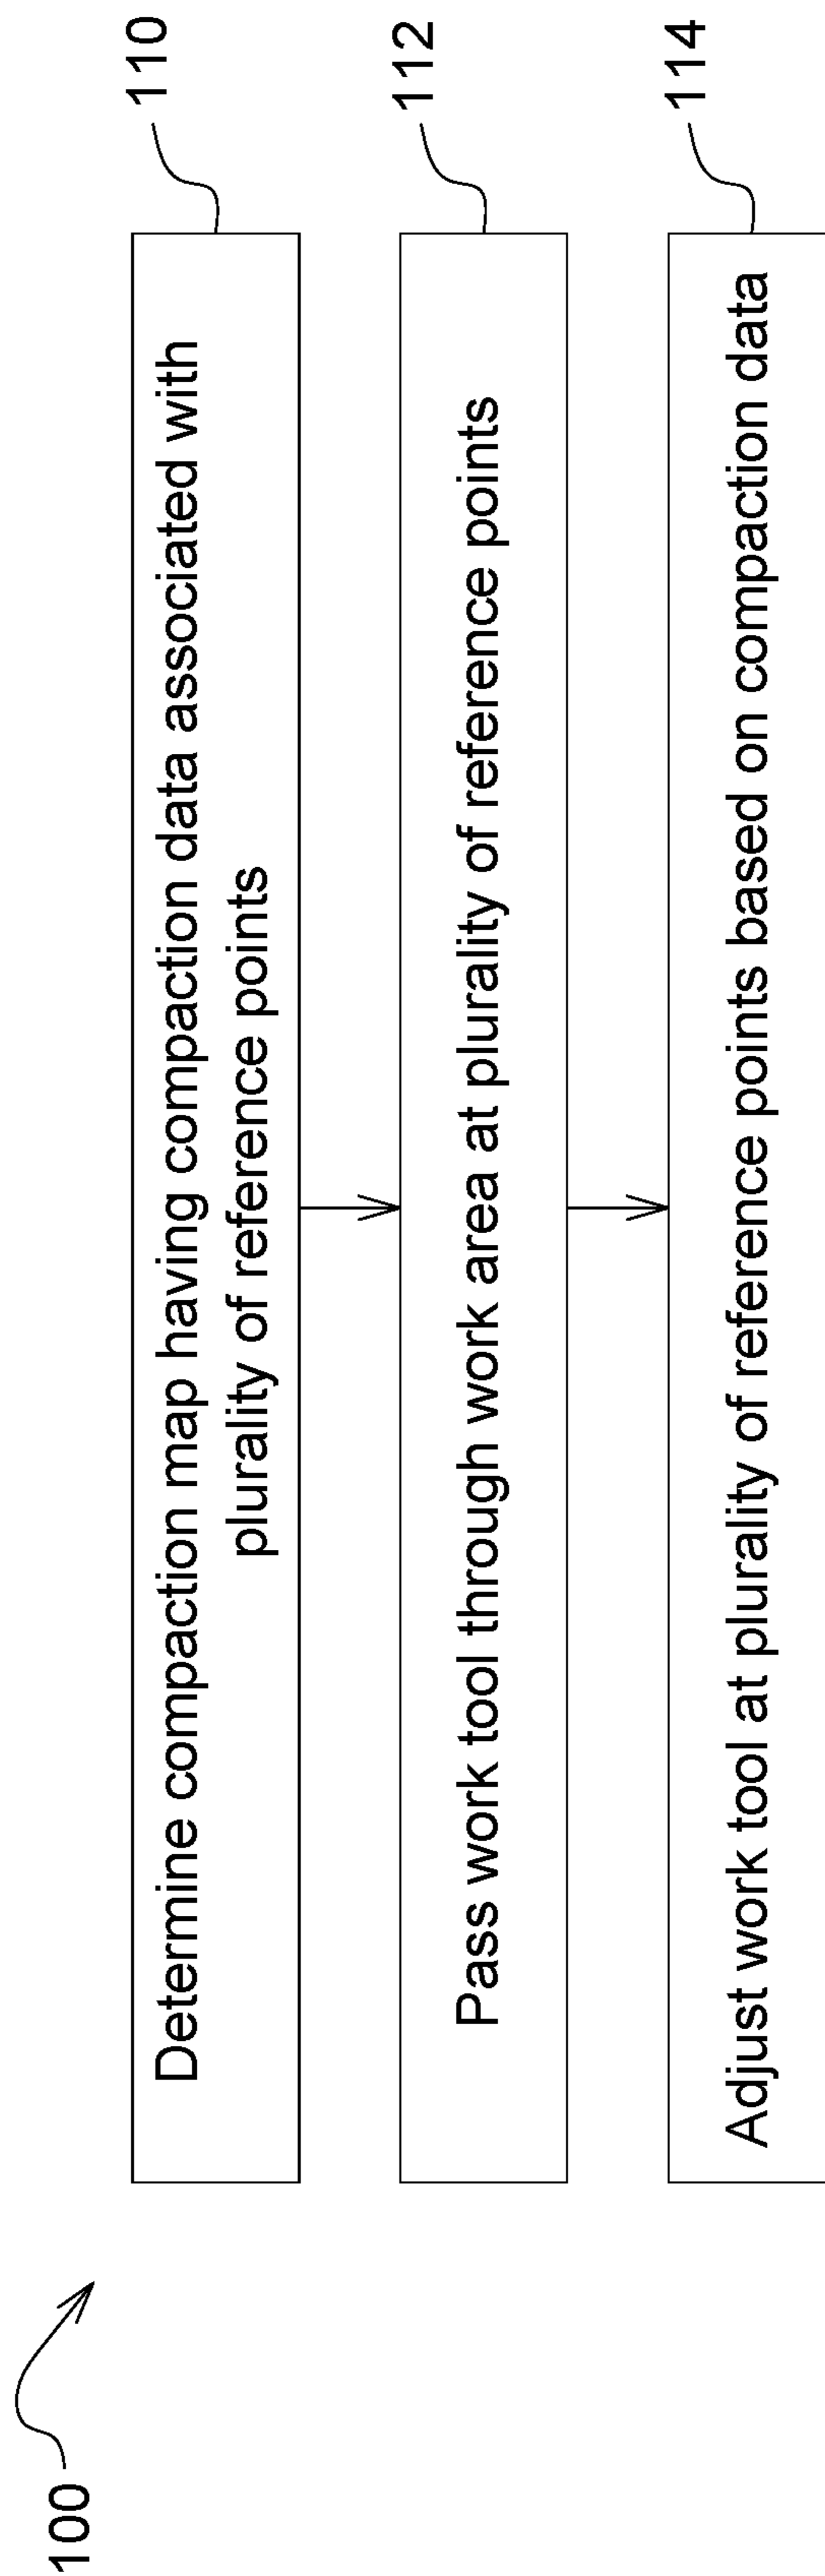 100
110
Determine compaction map having compaction data associated with
plurality of reference points
112
Pass work tool through work area at plurality of reference points
114
Adjust work tool at plurality of reference points based on compaction data